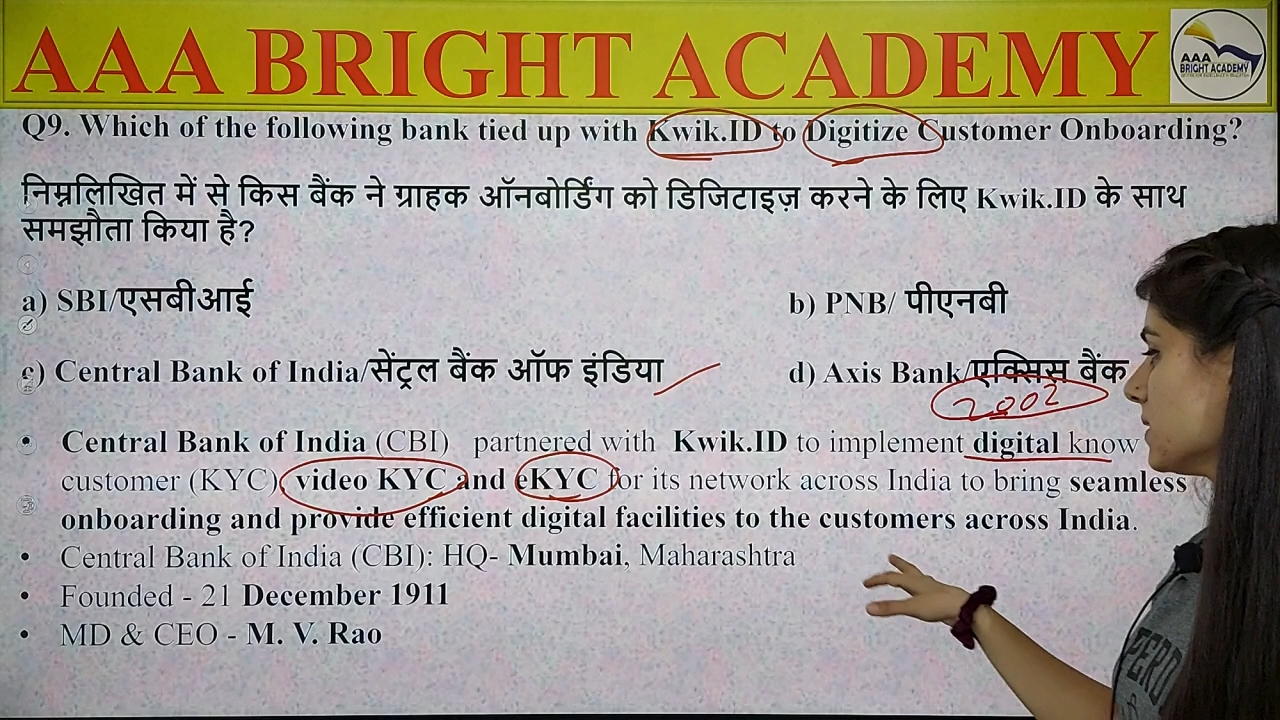 AAA BRIGHT ACADEMY
AAA
BRIGHT ACADEMY
Q9. Which of the following bank tied up with Kwik.ID to Digitize Customer Onboarding?
निम्नलिखित में से किस बैंक ने ग्राहक ऑनबोर्डिंग को डिजिटाइज़ करने के लिए Kwik.ID के साथ
समझौता किया है?
a) SBI/एसबीआई
b) PNB/ पीएनबी
c) Central Bank of India/सेंट्रल बैंक ऑफ इंडिया
d) Axis Bank/एक्सिस बैंक
2002
• Central Bank of India (CBI) partnered with Kwik.ID to implement digital know
customer (KYC) video KYC and eKYC for its network across India to bring seamless
onboarding and provide efficient digital facilities to the customers across India.
• Central Bank of India (CBI): HQ- Mumbai, Maharashtra
• Founded - 21 December 1911
• MD & CEO - M. V. Rao